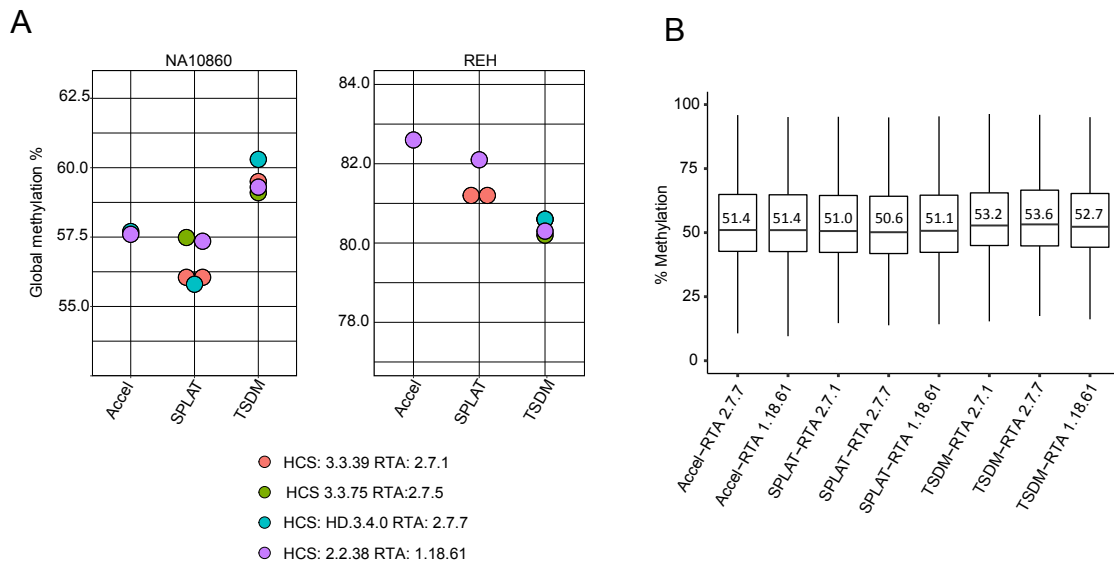 A
NA10860
Global methylation %
62.5
60.0
57.5
55.0
Accel
SPLAT
TSDM
REH
84.0
82.0
80.0
78.0
Accel
SPLAT
TSDM
HCS: 3.3.39 RTA: 2.7.1
HCS 3.3.75 RTA:2.7.5
HCS: HD.3.4.0 RTA: 2.7.7
HCS: 2.2.38 RTA: 1.18.61
B
% Methylation
100
75
50
25
0
51.4
51.4
51.0
50.6
51.1
53.2
53.6
52.7
Accel−RTA 2.7.7
Accel−RTA 1.18.61
SPLAT−RTA 2.7.1
SPLAT−RTA 2.7.7
SPLAT−RTA 1.18.61
TSDM−RTA 2.7.1
TSDM−RTA 2.7.7
TSDM−RTA 1.18.61